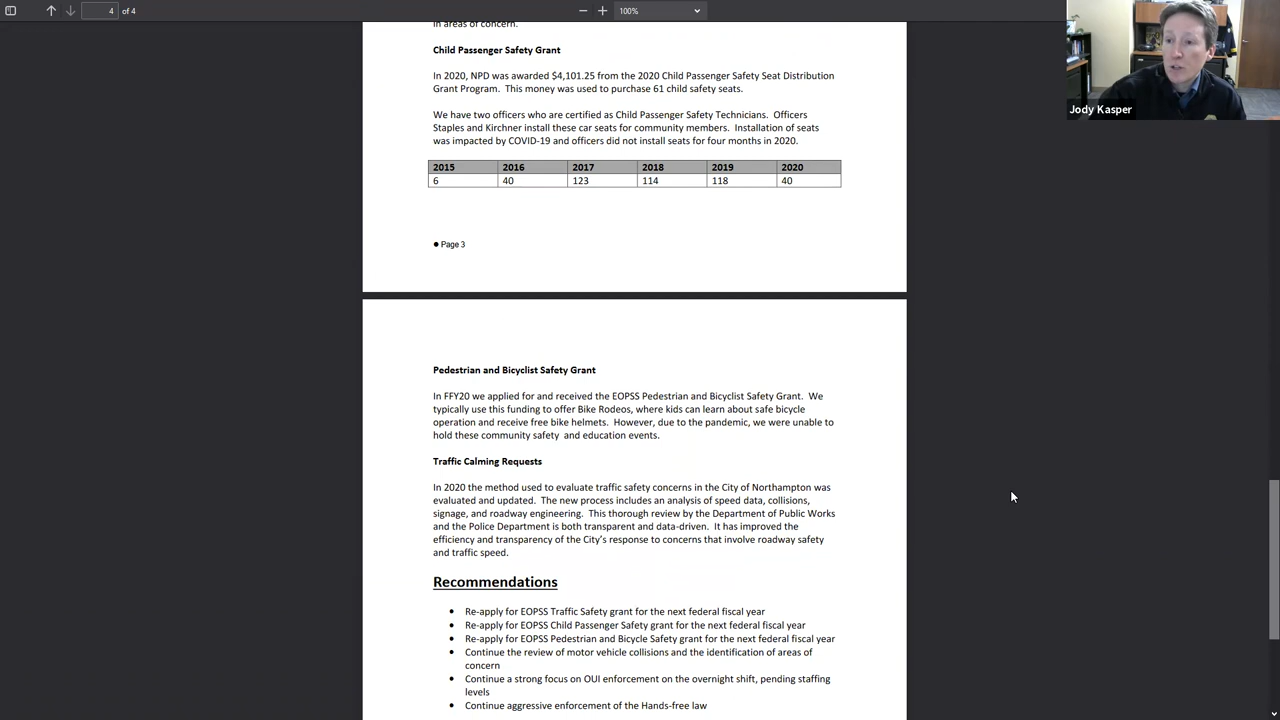 4 of 4
100%
in areas of concern.
Child Passenger Safety Grant
In 2020, NPD was awarded $4,101.25 from the 2020 Child Passenger Safety Seat Distribution
Grant Program.  This money was used to purchase 61 child safety seats.
We have two officers who are certified as Child Passenger Safety Technicians.  Officers
Staples and Kirchner install these car seats for community members.  Installation of seats
was impacted by COVID-19 and officers did not install seats for four months in 2020.
2015 2016 2017 2018 2019 2020
6 40 123 114 118 40
● Page 3
Pedestrian and Bicyclist Safety Grant
In FFY20 we applied for and received the EOPSS Pedestrian and Bicyclist Safety Grant.  We
typically use this funding to offer Bike Rodeos, where kids can learn about safe bicycle
operation and receive free bike helmets.  However, due to the pandemic, we were unable to
hold these community safety  and education events.
Traffic Calming Requests
In 2020 the method used to evaluate traffic safety concerns in the City of Northampton was
evaluated and updated.  The new process includes an analysis of speed data, collisions,
signage, and roadway engineering.  This thorough review by the Department of Public Works
and the Police Department is both transparent and data-driven.  It has improved the
efficiency and transparency of the City's response to concerns that involve roadway safety
and traffic speed.
Recommendations
• Re-apply for EOPSS Traffic Safety grant for the next federal fiscal year
• Re-apply for EOPSS Child Passenger Safety grant for the next federal fiscal year
• Re-apply for EOPSS Pedestrian and Bicycle Safety grant for the next federal fiscal year
• Continue the review of motor vehicle collisions and the identification of areas of
concern
• Continue a strong focus on OUI enforcement on the overnight shift, pending staffing
levels
• Continue aggressive enforcement of the Hands-free law
Jody Kasper